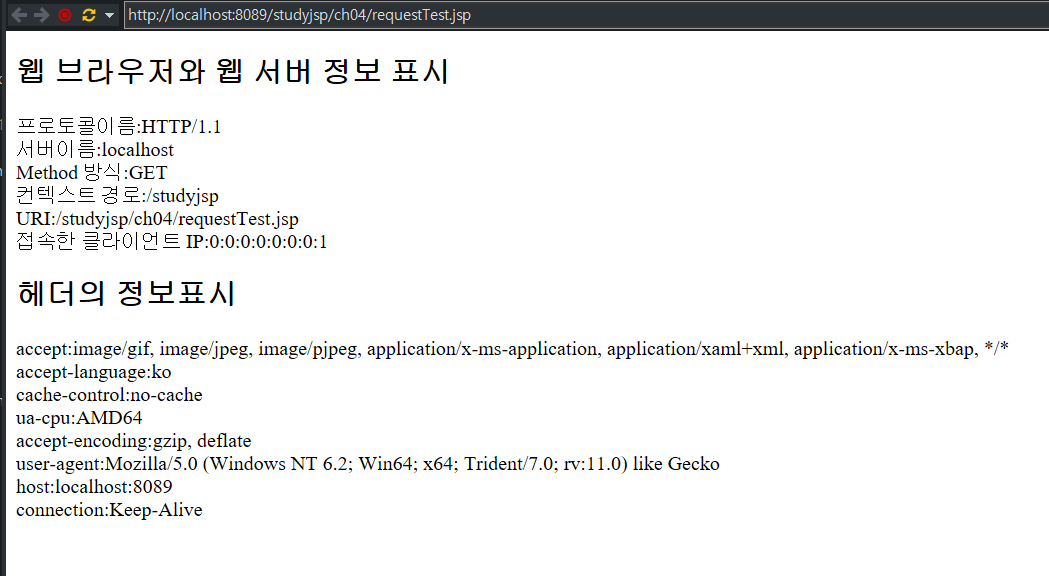 http://localhost:8089/studyjsp/ch04/requestTest.jsp
웹 브라우저와 웹 서버 정보 표시
프로토콜이름:HTTP/1.1
서버이름:localhost
Method 방식:GET
컨텍스트 경로:/studyjsp
URI:/studyjsp/ch04/requestTest.jsp
접속한 클라이언트 IP:0:0:0:0:0:0:0:1
헤더의 정보표시
accept:image/gif, image/jpeg, image/pjpeg, application/x-ms-application, application/xaml+xml, application/x-ms-xbap, */*
accept-language:ko
cache-control:no-cache
ua-cpu:AMD64
accept-encoding:gzip, deflate
user-agent:Mozilla/5.0 (Windows NT 6.2; Win64; x64; Trident/7.0; rv:11.0) like Gecko
host:localhost:8089
connection:Keep-Alive